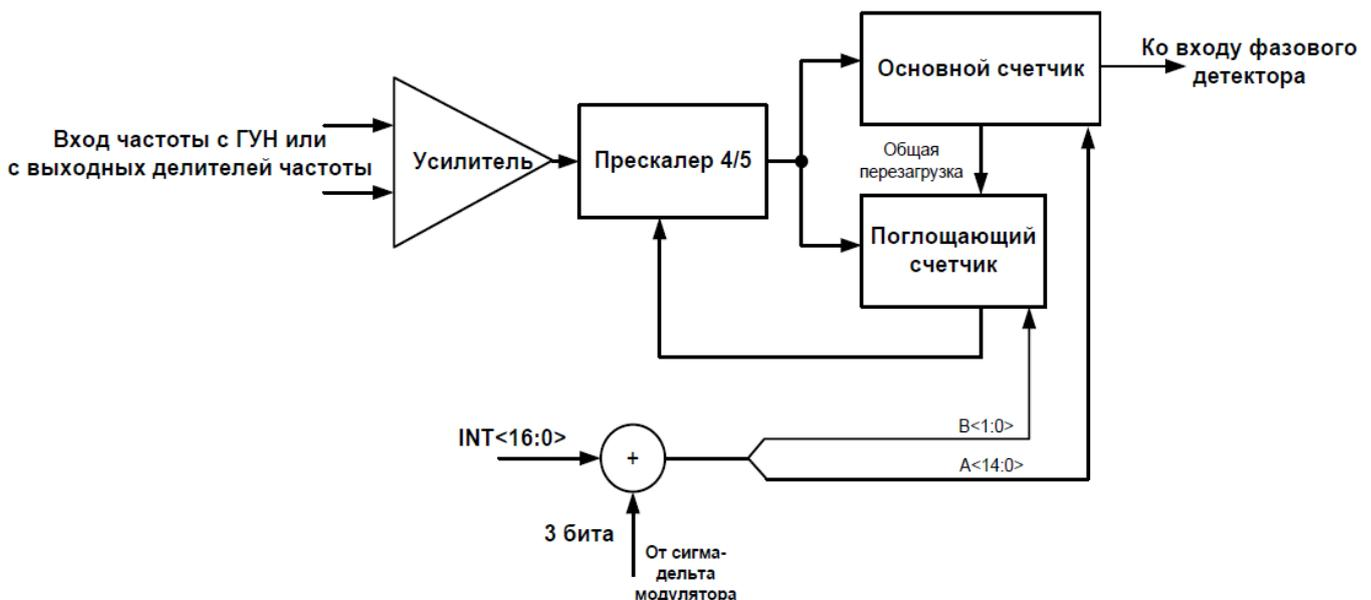 Вход частоты с ГУН или
с выходных делителей частоты
Усилитель
Прескалер 4/5
Основной счетчик
Ко входу фазового
детектора
Общая
перезагрузка
Поглощающий
счетчик
INT<16:0>
+
B<1:0>
A<14:0>
3 бита
От сигма-
дельта
модулятора